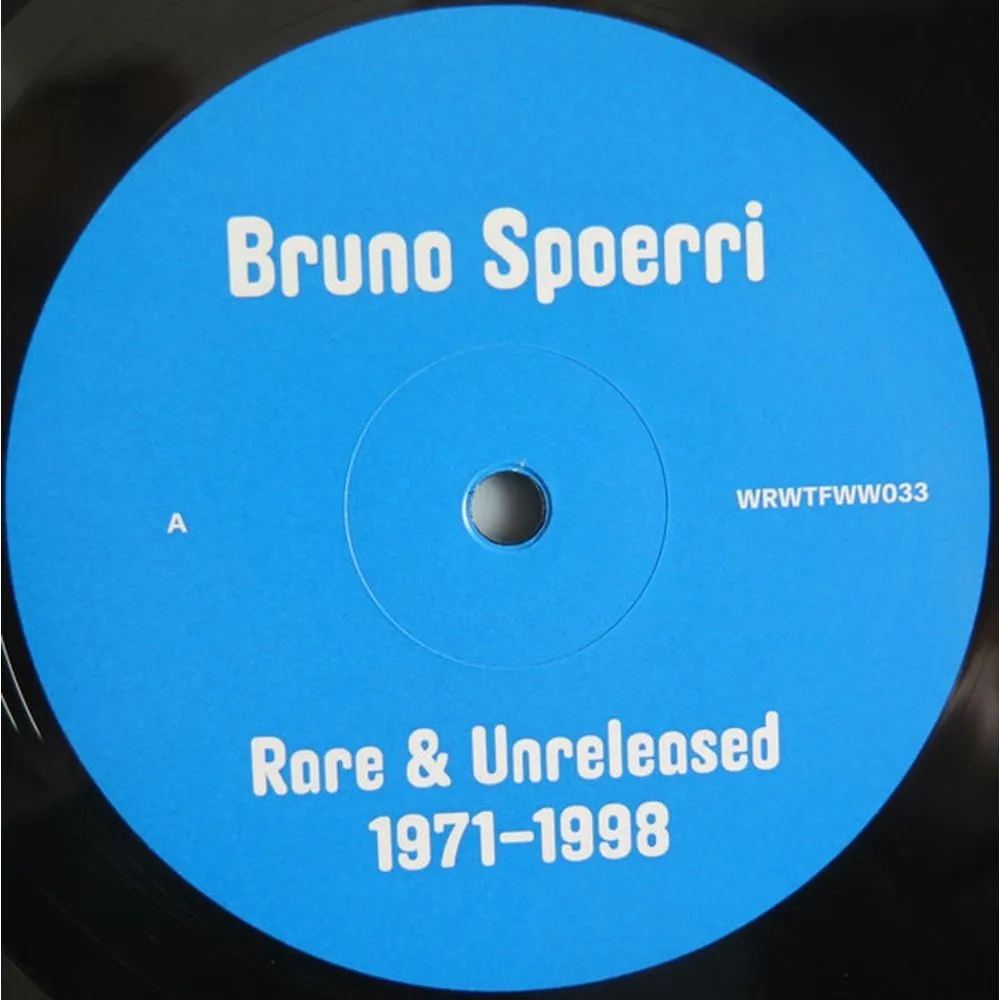 Bruno Spoerri
WRWTFWW033
A
Rare & Unreleased
1971–1998